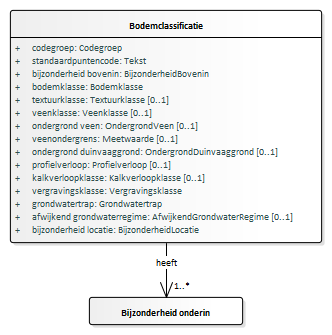 Bodemclassificatie
+ codegroep: Codegroep
+ standaardpuntencode: Tekst
+ bijzonderheid bovenin: BijzonderheidBovenin
+ bodemklasse: Bodemklasse
+ textuurklasse: Textuurklasse [0..1]
+ veenklasse: Veenklasse [0..1]
+ ondergrond veen: OndergrondVeen [0..1]
+ veenondergrens: Meetwaarde [0..1]
+ ondergrond duinvaaggrond: OndergrondDuinvaaggrond [0..1]
+ profielverloop: Profielverloop [0..1]
+ kalkverloopklasse: Kalkverloopklasse [0..1]
+ vergravingsklasse: Vergravingsklasse
+ grondwatertrap: Grondwatertrap
+ afwijkend grondwaterregime: AfwijkendGrondwaterRegime [0..1]
+ bijzonderheid locatie: BijzonderheidLocatie
heeft
1..*
Bijzonderheid onderin